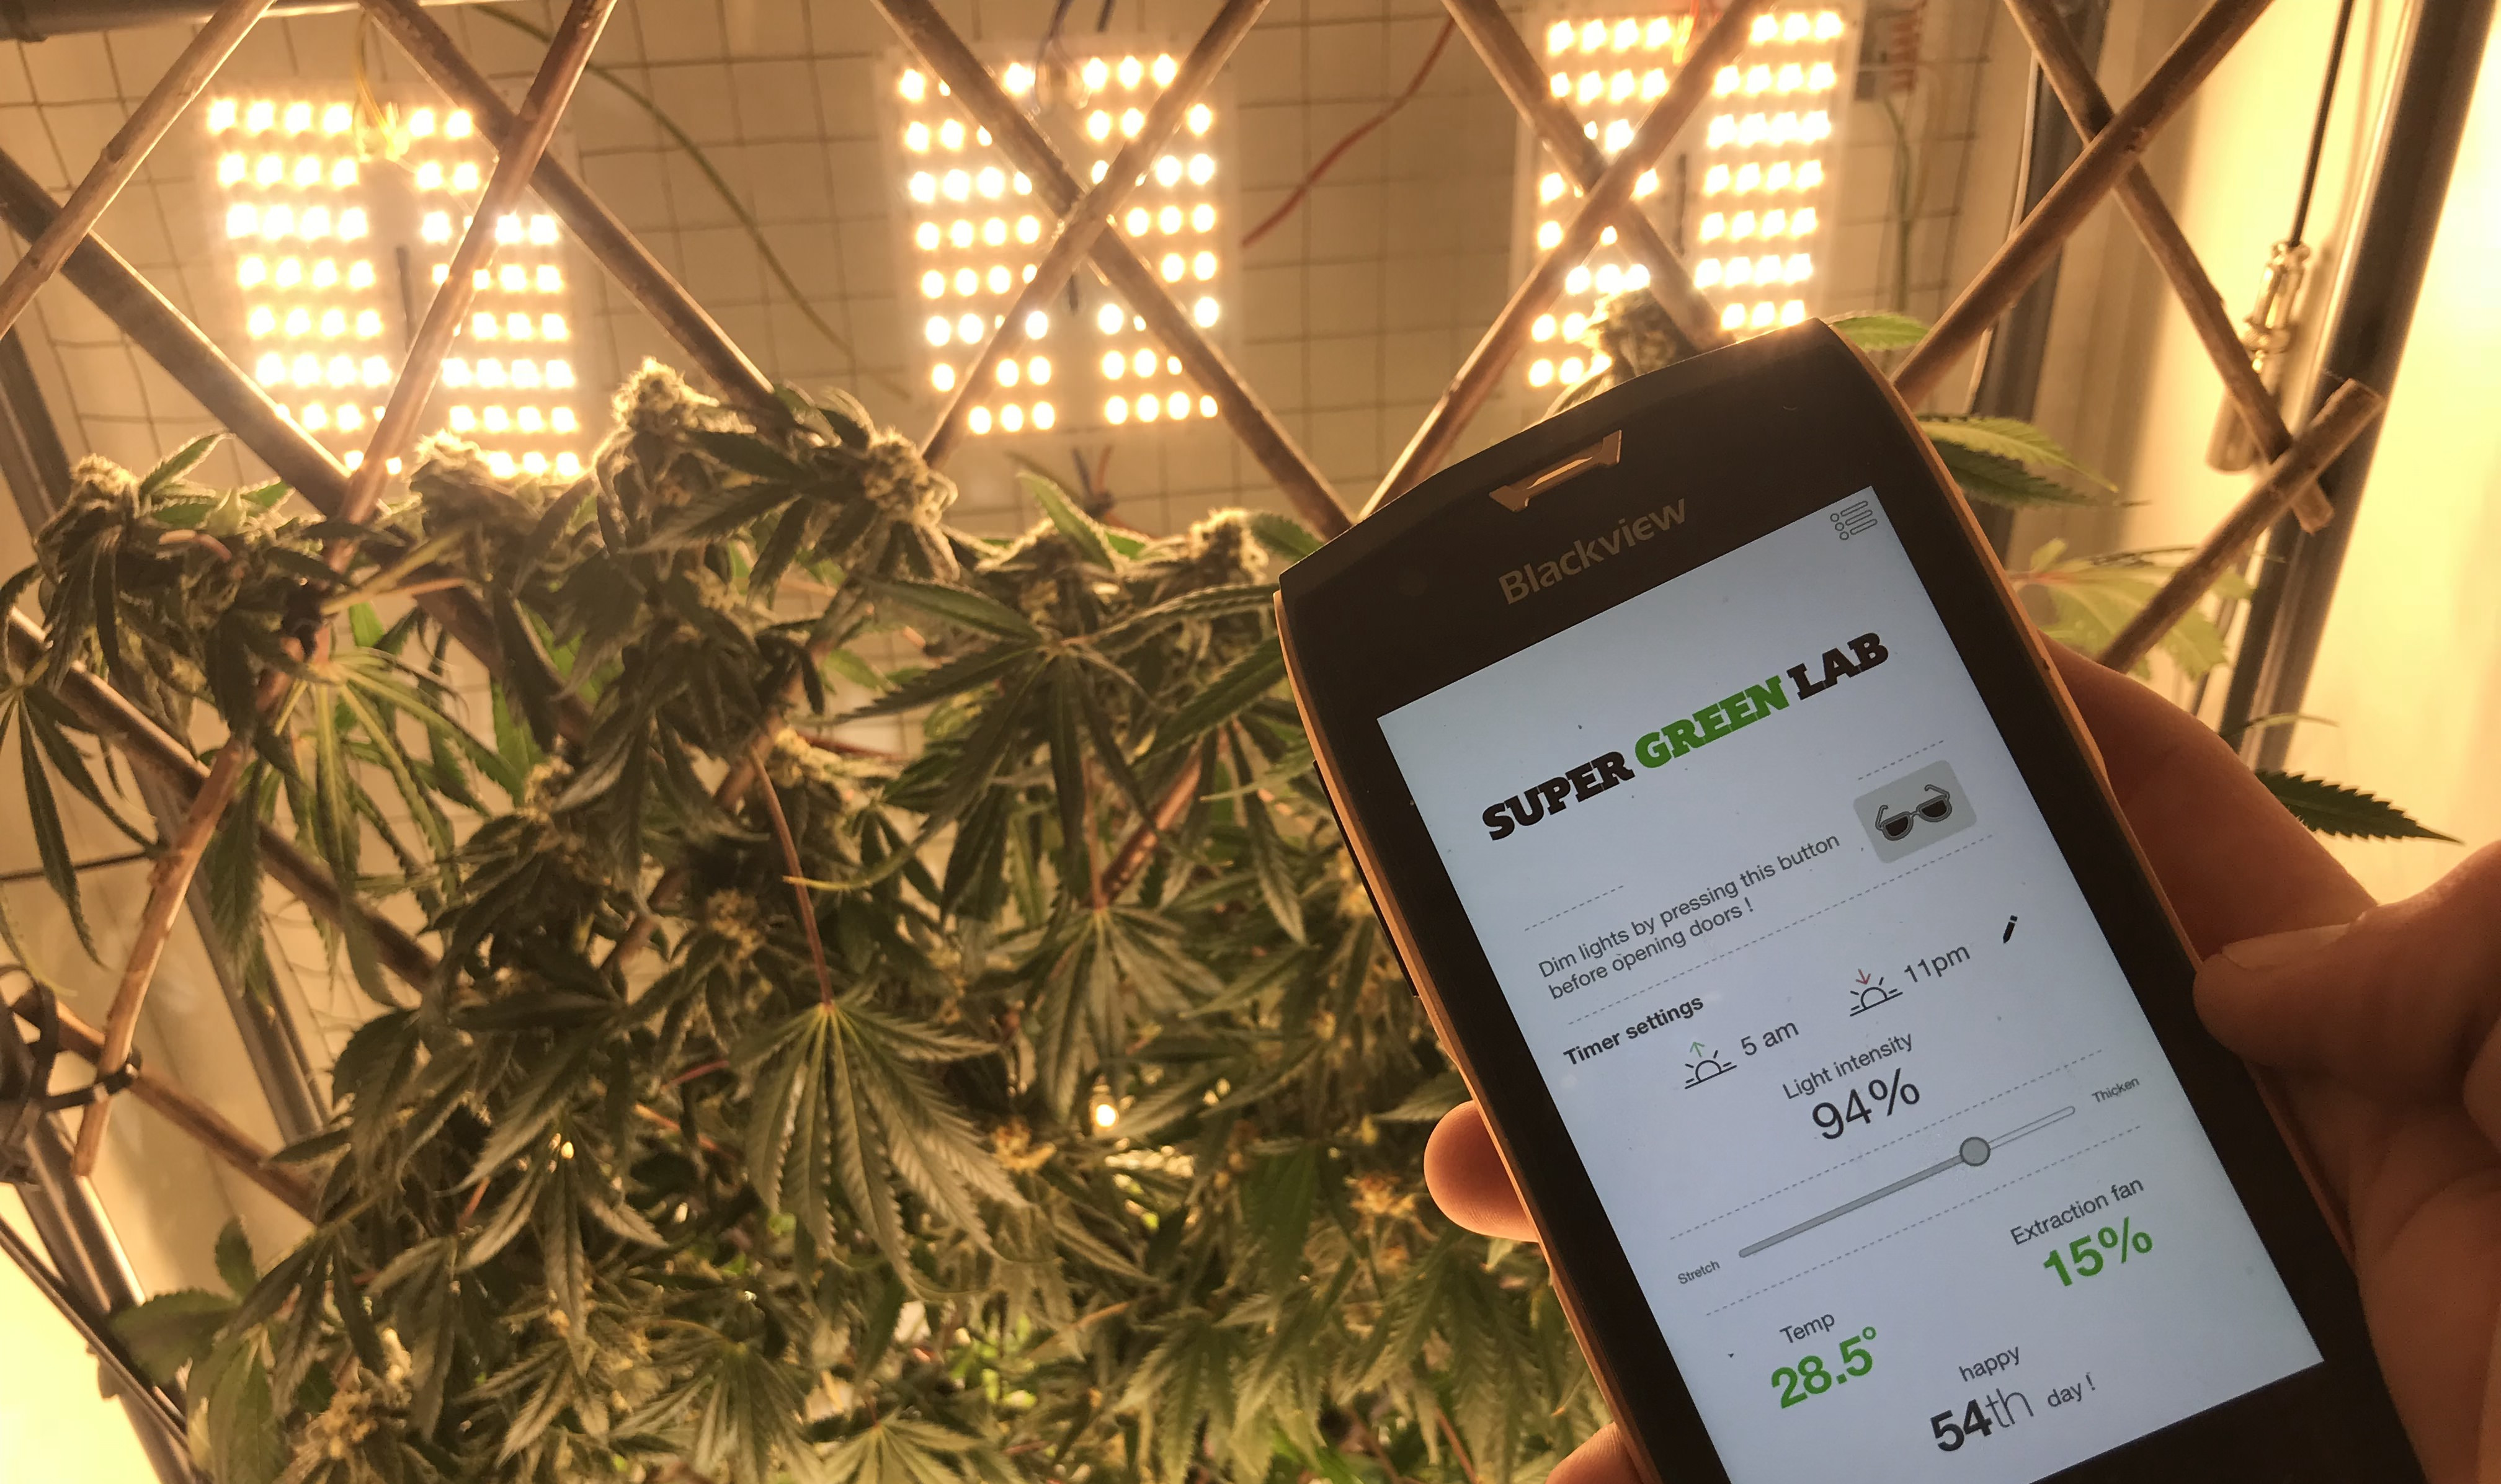 Blackview
SUPER GREEN LAB
Dim lights by pressing this button
before opening doors !
Timer settings
5 am
11pm
Light intensity
94%
Stretch
Thicken
Temp
28.5°
Extraction fan
15%
happy
54th day !